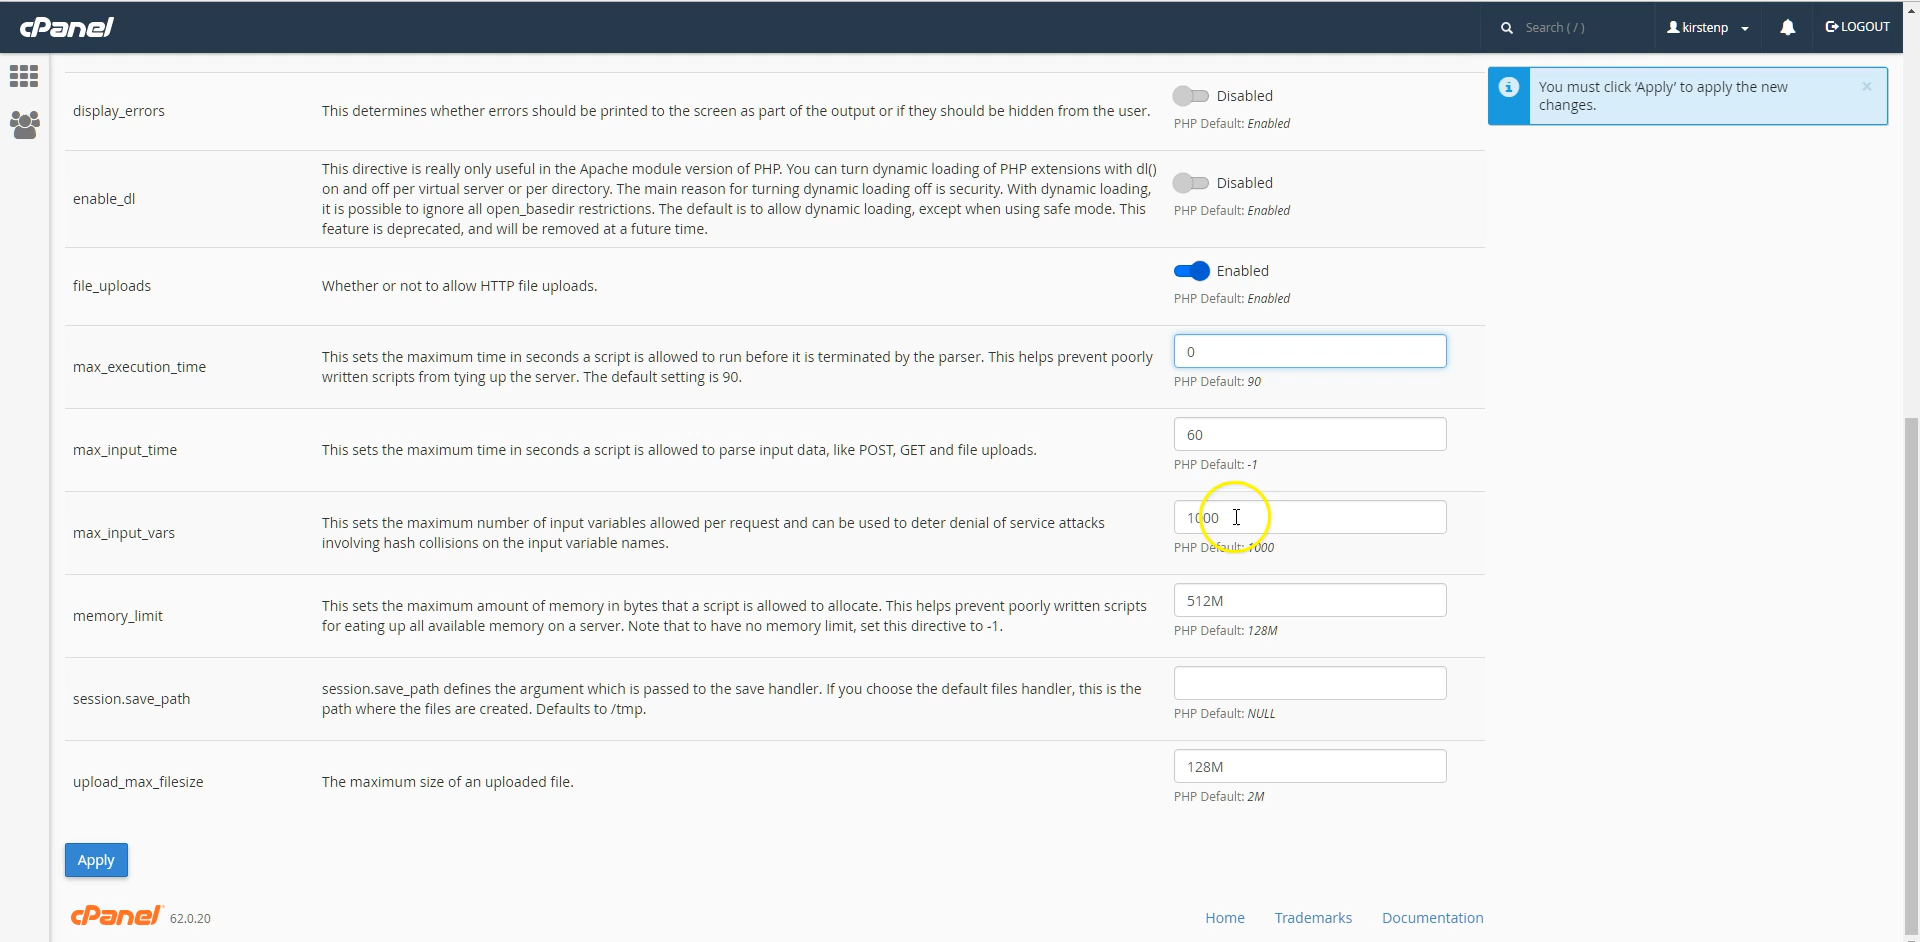 cPanel
Search ( / )
kirstenp
LOGOUT
You must click 'Apply' to apply the new
changes.
display_errors
This determines whether errors should be printed to the screen as part of the output or if they should be hidden from the user.
Disabled
PHP Default: Enabled
enable_dl
This directive is really only useful in the Apache module version of PHP. You can turn dynamic loading of PHP extensions with dl()
on and off per virtual server or per directory. The main reason for turning dynamic loading off is security. With dynamic loading,
it is possible to ignore all open_basedir restrictions. The default is to allow dynamic loading, except when using safe mode. This
feature is deprecated, and will be removed at a future time.
Disabled
PHP Default: Enabled
file_uploads
Whether or not to allow HTTP file uploads.
Enabled
PHP Default: Enabled
max_execution_time
This sets the maximum time in seconds a script is allowed to run before it is terminated by the parser. This helps prevent poorly
written scripts from tying up the server. The default setting is 90.
0
PHP Default: 90
max_input_time
This sets the maximum time in seconds a script is allowed to parse input data, like POST, GET and file uploads.
60
PHP Default: -1
max_input_vars
This sets the maximum number of input variables allowed per request and can be used to deter denial of service attacks
involving hash collisions on the input variable names.
1000
PHP Default: 1000
memory_limit
This sets the maximum amount of memory in bytes that a script is allowed to allocate. This helps prevent poorly written scripts
for eating up all available memory on a server. Note that to have no memory limit, set this directive to -1.
512M
PHP Default: 128M
session.save_path
session.save_path defines the argument which is passed to the save handler. If you choose the default files handler, this is the
path where the files are created. Defaults to /tmp.
PHP Default: NULL
upload_max_filesize
The maximum size of an uploaded file.
128M
PHP Default: 2M
Apply
cPanel 62.0.20
Home
Trademarks
Documentation